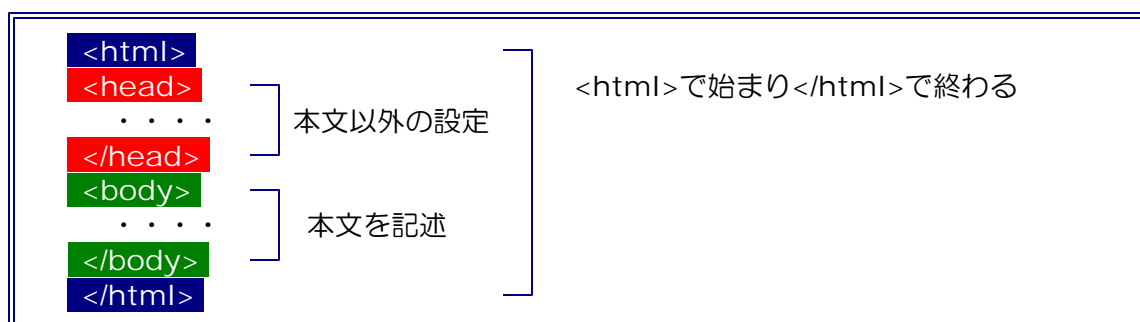 <html>
<head> <html>で始まり</html>で終わる
・・・・ 本文以外の設定
</head>
<body>
・・・・ 本文を記述
</body>
</html>